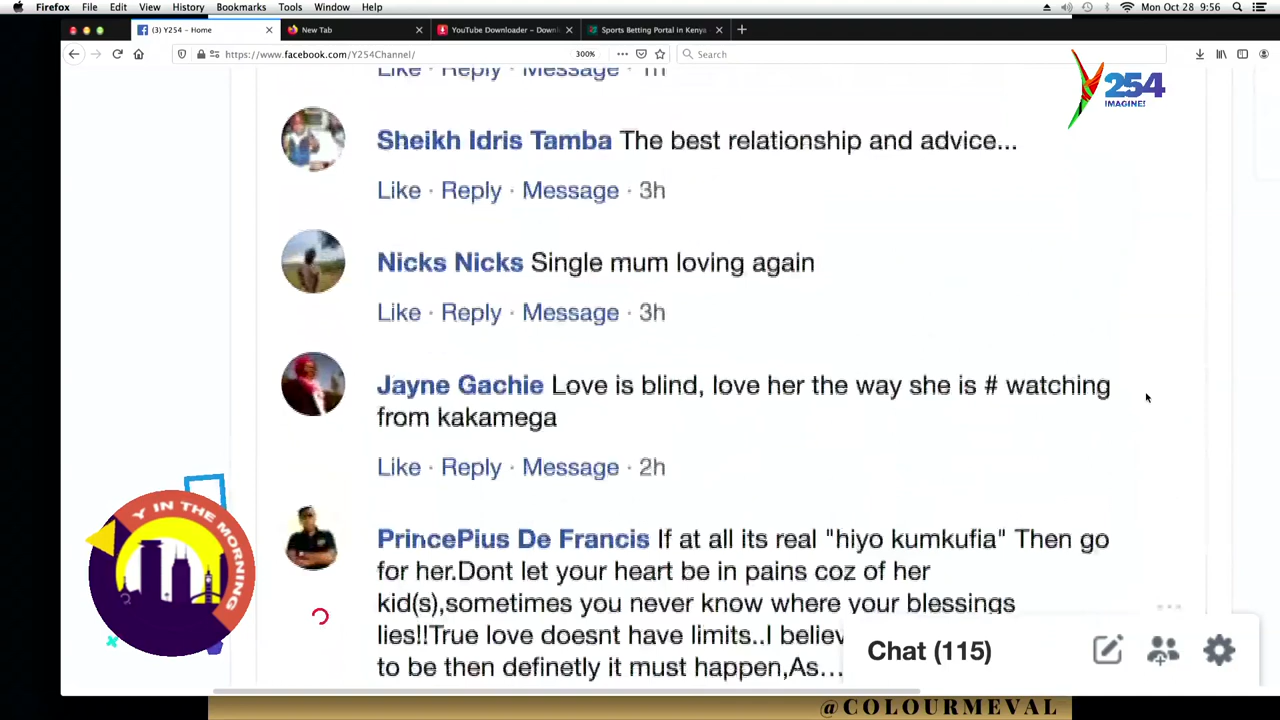 Firefox File Edit View History Bookmarks Tools Window Help Mon Oct 28 9:56
(3) Y254 - Home New Tab YouTube Downloader - Downl Sports Betting Portal in Kenya
https://www.facebook.com/Y254Channel/ 300% Search
254
IMAGINE!
Like · Reply · Message · 1h
Sheikh Idris Tamba The best relationship and advice...
Like · Reply · Message · 3h
Nicks Nicks Single mum loving again
Like · Reply · Message · 3h
Jayne Gachie Love is blind, love her the way she is # watching
from kakamega
Like · Reply · Message · 2h
PrincePius De Francis If at all its real "hiyo kumkufia" Then go
for her.Dont let your heart be in pains coz of her
kid(s),sometimes you never know where your blessings
lies!!True love doesnt have limits..I believ
to be then definetly it must happen,As...
Chat (115)
Y IN THE MORNING
@COLOURMEVAL